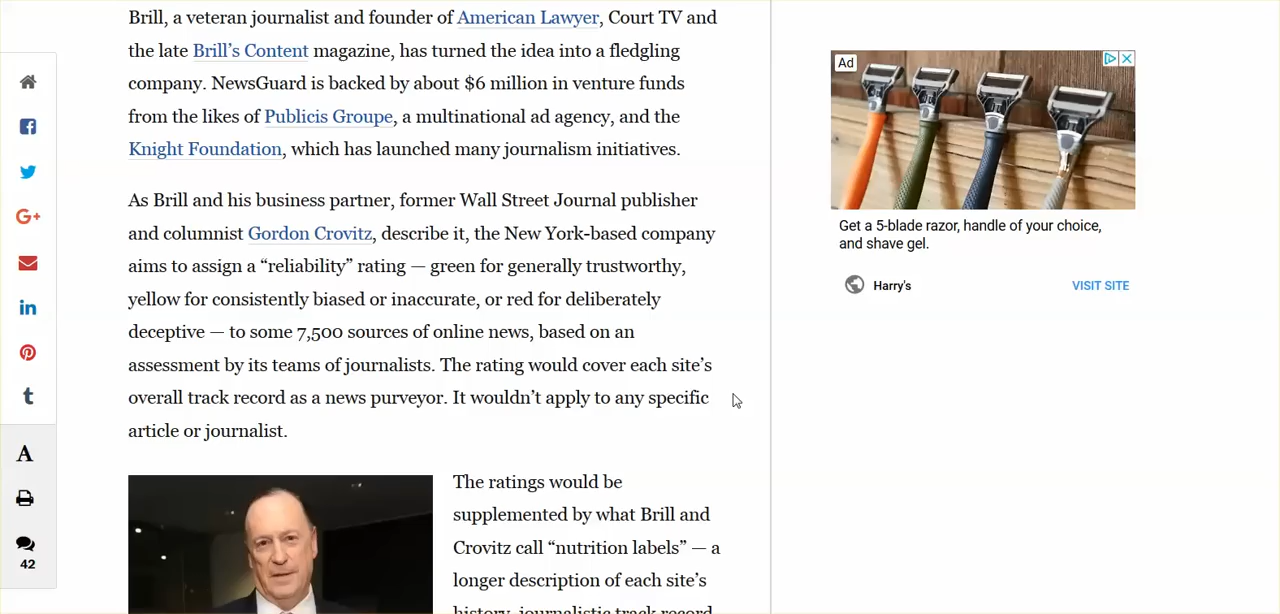 Brill, a veteran journalist and founder of American Lawyer, Court TV and
the late Brill’s Content magazine, has turned the idea into a fledgling
company. NewsGuard is backed by about $6 million in venture funds
from the likes of Publicis Groupe, a multinational ad agency, and the
Knight Foundation, which has launched many journalism initiatives.
As Brill and his business partner, former Wall Street Journal publisher
and columnist Gordon Crovitz, describe it, the New York-based company
aims to assign a “reliability” rating — green for generally trustworthy,
yellow for consistently biased or inaccurate, or red for deliberately
deceptive — to some 7,500 sources of online news, based on an
assessment by its teams of journalists. The rating would cover each site’s
overall track record as a news purveyor. It wouldn’t apply to any specific
article or journalist.
The ratings would be
supplemented by what Brill and
Crovitz call “nutrition labels” — a
longer description of each site’s
history, journalistic track record
G+
in
t
A
42
Ad
Get a 5-blade razor, handle of your choice,
and shave gel.
Harry's
VISIT SITE